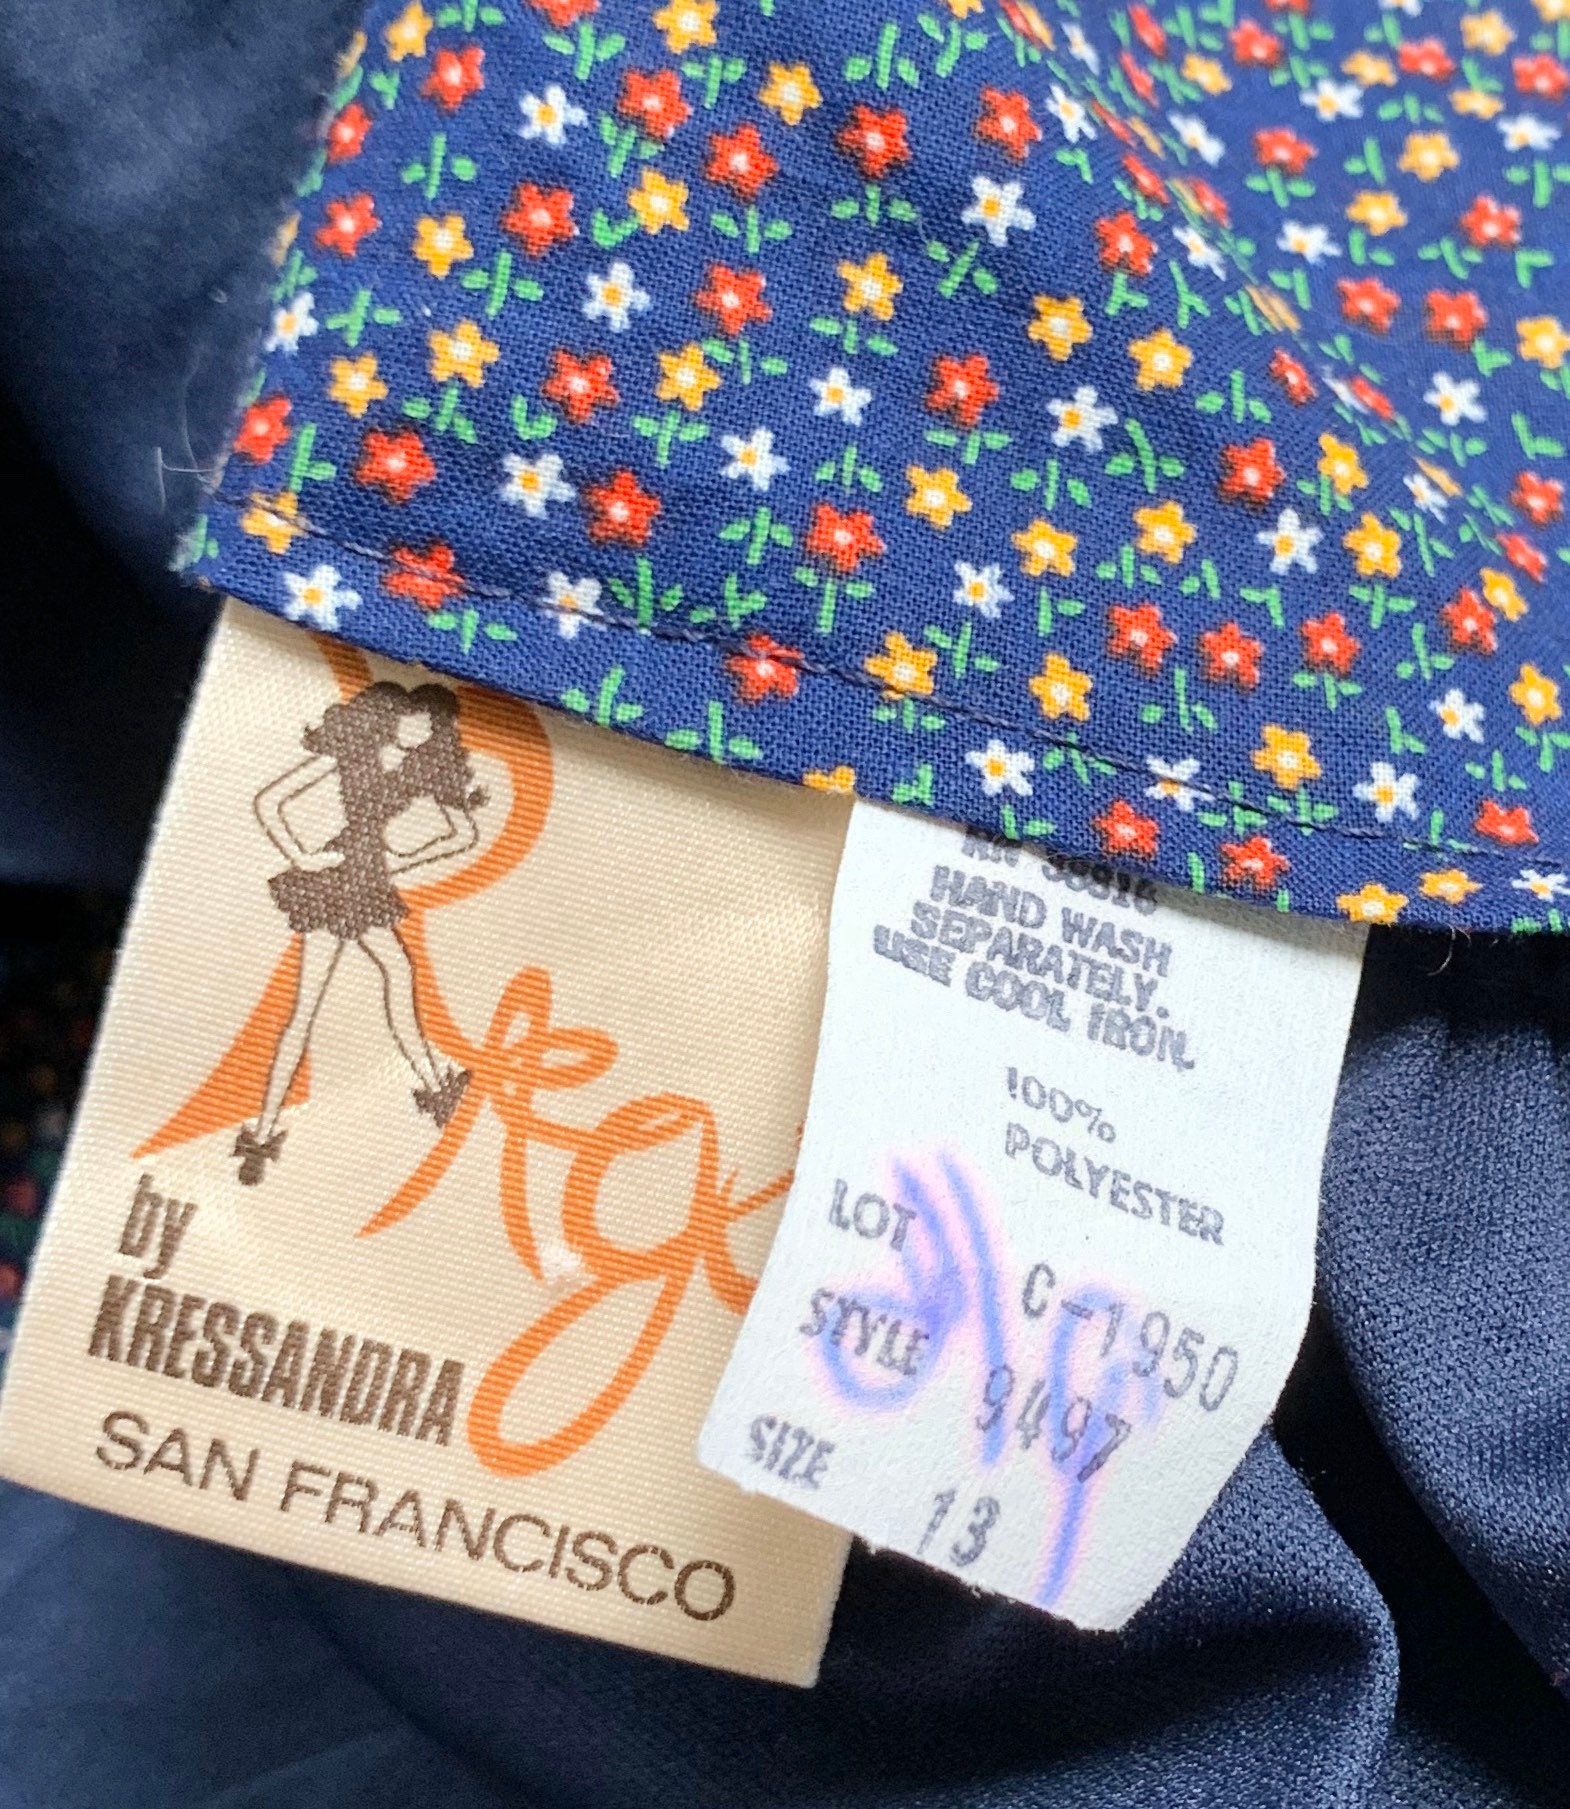 by
KRESSANDRA
SAN FRANCISCO
HAND WASH
SEPARATELY.
USE COOL IRON.
100%
POLYESTER
LOT C-1950
STYLE 9497
SIZE 13